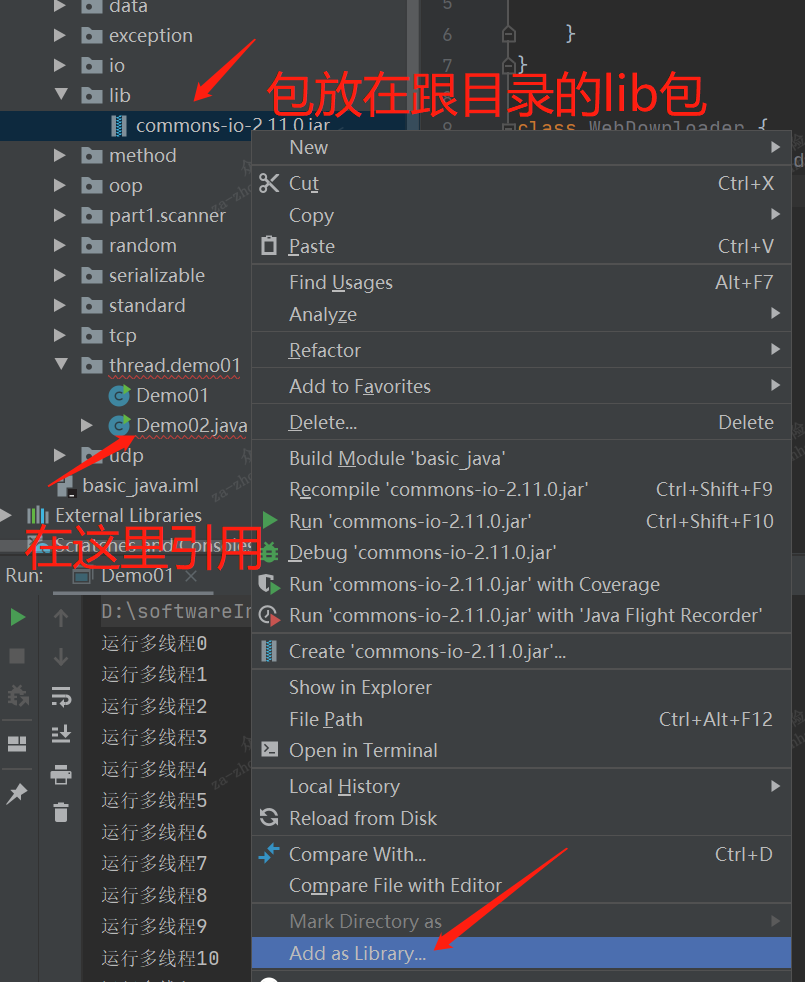 data
5
exception
6
}
io
7
}
lib
包放在跟目录的lib包
commons-io-2.11.0.jar
9
class WebDownloader {
method
New
oop
Cut
Ctrl+X
part1.scanner
Copy
random
Paste
Ctrl+V
serializable
Find Usages
Alt+F7
standard
Analyze
tcp
Refactor
thread.demo01
Demo01
Add to Favorites
Demo02.java
Delete...
Delete
udp
Build Module 'basic_java'
basic_java.iml
Recompile 'commons-io-2.11.0.jar'
Ctrl+Shift+F9
External Libraries
Run 'commons-io-2.11.0.jar'
Ctrl+Shift+F10
在这里引用
Scratches and Consoles
Debug 'commons-io-2.11.0.jar'
Run:
Demo01
Run 'commons-io-2.11.0.jar' with Coverage
D:\softwareIn
Run 'commons-io-2.11.0.jar' with 'Java Flight Recorder'
运行多线程0
Create 'commons-io-2.11.0.jar'...
运行多线程1
Show in Explorer
运行多线程2
File Path
Ctrl+Alt+F12
运行多线程3
Open in Terminal
运行多线程4
Local History
运行多线程5
Reload from Disk
运行多线程6
Compare With...
Ctrl+D
运行多线程7
Compare File with Editor
运行多线程8
Mark Directory as
运行多线程9
Add as Library...
运行多线程10